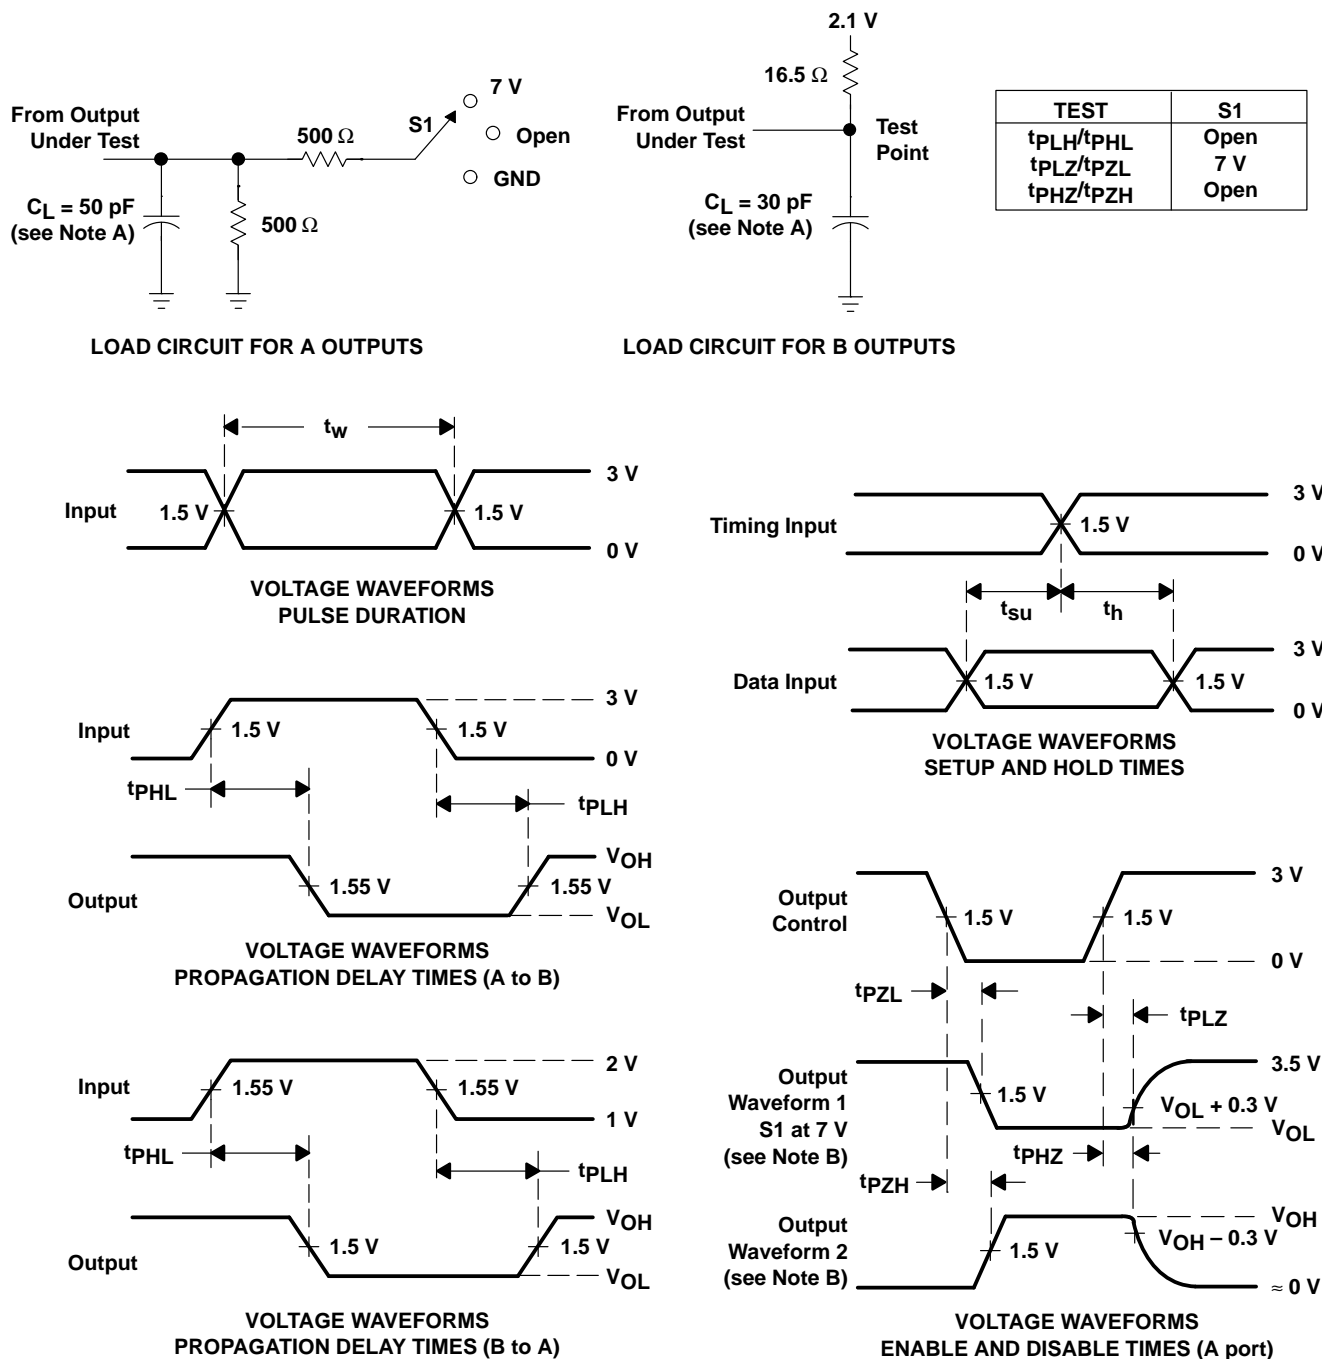 From Output
Under Test
500 Ω
S1
7 V
Open
GND
CL = 50 pF
(see Note A)
500 Ω
LOAD CIRCUIT FOR A OUTPUTS
2.1 V
16.5 Ω
From Output
Under Test
Test
Point
CL = 30 pF
(see Note A)
LOAD CIRCUIT FOR B OUTPUTS
TEST S1
tPLH/tPHL Open
tPLZ/tPZL 7 V
tPHZ/tPZH Open
tw
3 V
Input
1.5 V
1.5 V
0 V
VOLTAGE WAVEFORMS
PULSE DURATION
3 V
Timing Input
1.5 V
0 V
tsu
th
3 V
Data Input
1.5 V
1.5 V
0 V
VOLTAGE WAVEFORMS
SETUP AND HOLD TIMES
3 V
Input
1.5 V
1.5 V
0 V
tPHL
tPLH
VOH
Output
1.55 V
1.55 V
VOL
VOLTAGE WAVEFORMS
PROPAGATION DELAY TIMES (A to B)
2 V
Input
1.55 V
1.55 V
1 V
tPHL
tPLH
VOH
Output
1.5 V
1.5 V
VOL
VOLTAGE WAVEFORMS
PROPAGATION DELAY TIMES (B to A)
3 V
Output
Control
1.5 V
1.5 V
0 V
tPZL
tPLZ
3.5 V
Output
Waveform 1
S1 at 7 V
(see Note B)
1.5 V
VOL + 0.3 V
VOL
tPHZ
tPZH
VOH
Output
Waveform 2
(see Note B)
1.5 V
VOH − 0.3 V
≈ 0 V
VOLTAGE WAVEFORMS
ENABLE AND DISABLE TIMES (A port)